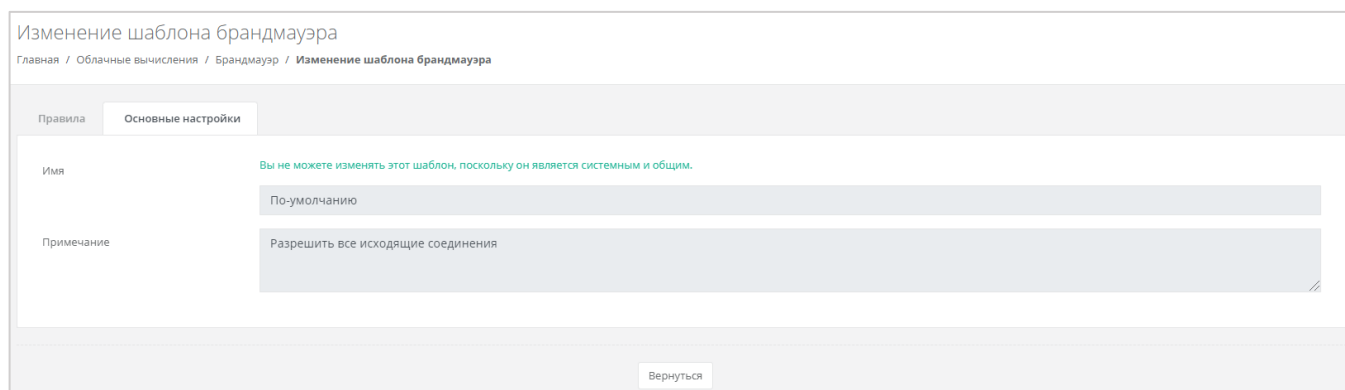 Изменение шаблона брандмауэра
Главная / Облачные вычисления / Брандмауэр / Изменение шаблона брандмауэра
Правила Основные настройки
Имя
Вы не можете изменять этот шаблон, поскольку он является системным и общим.
По-умолчанию
Примечание
Разрешить все исходящие соединения
Вернуться